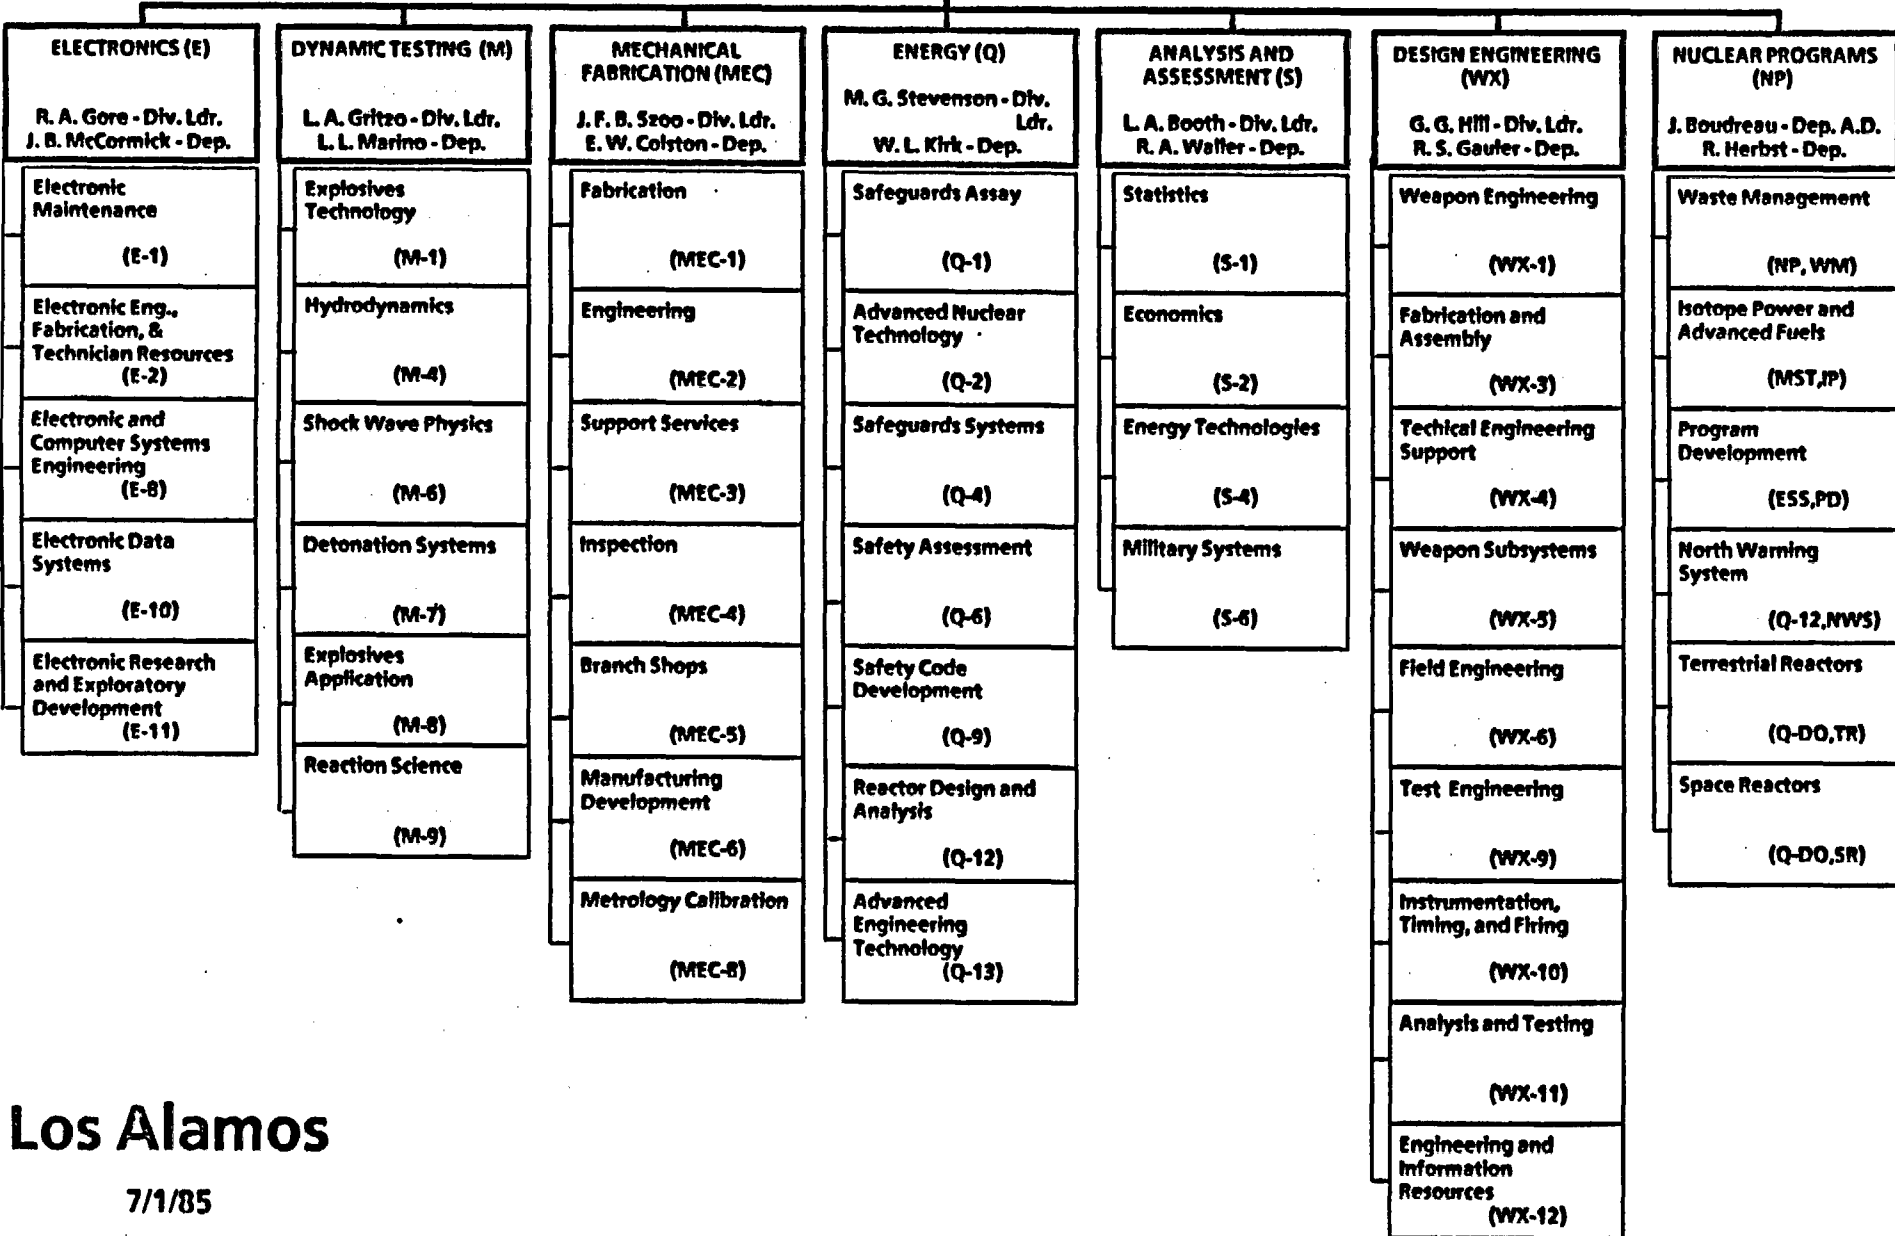 ELECTRONICS (E)
R. A. Gore - Div. Ldr.
J. B. McCormick - Dep.
Electronic
Maintenance
(E-1)
Electronic Eng.,
Fabrication, &
Technician Resources
(E-2)
Electronic and
Computer Systems
Engineering
(E-8)
Electronic Data
Systems
(E-10)
Electronic Research
and Exploratory
Development
(E-11)
DYNAMIC TESTING (M)
L. A. Gritzo - Div. Ldr.
L. L. Marino - Dep.
Explosives
Technology
(M-1)
Hydrodynamics
(M-4)
Shock Wave Physics
(M-6)
Detonation Systems
(M-7)
Explosives
Application
(M-8)
Reaction Science
(M-9)
MECHANICAL
FABRICATION (MEC)
J. F. B. Szoo - Div. Ldr.
E. W. Colston - Dep.
Fabrication
(MEC-1)
Engineering
(MEC-2)
Support Services
(MEC-3)
Inspection
(MEC-4)
Branch Shops
(MEC-5)
Manufacturing
Development
(MEC-6)
Metrology Calibration
(MEC-8)
ENERGY (Q)
M. G. Stevenson - Div.
Ldr.
W. L. Kirk - Dep.
Safeguards Assay
(Q-1)
Advanced Nuclear
Technology
(Q-2)
Safeguards Systems
(Q-4)
Safety Assessment
(Q-6)
Safety Code
Development
(Q-9)
Reactor Design and
Analysis
(Q-12)
Advanced
Engineering
Technology
(Q-13)
ANALYSIS AND
ASSESSMENT (S)
L. A. Booth - Div. Ldr.
R. A. Walter - Dep.
Statistics
(S-1)
Economics
(S-2)
Energy Technologies
(S-4)
Military Systems
(S-6)
DESIGN ENGINEERING
(WX)
G. G. Hill - Div. Ldr.
R. S. Gauler - Dep.
Weapon Engineering
(WX-1)
Fabrication and
Assembly
(WX-3)
Techical Engineering
Support
(WX-4)
Weapon Subsystems
(WX-5)
Field Engineering
(WX-6)
Test Engineering
(WX-9)
Instrumentation,
Timing, and Firing
(WX-10)
Analysis and Testing
(WX-11)
Engineering and
Information
Resources
(WX-12)
NUCLEAR PROGRAMS
(NP)
J. Boudreau - Dep. A.D.
R. Herbst - Dep.
Waste Management
(NP, WM)
Isotope Power and
Advanced Fuels
(MST,IP)
Program
Development
(ESS,PD)
North Warning
System
(Q-12,NWS)
Terrestrial Reactors
(Q-DO,TR)
Space Reactors
(Q-DO,SR)
Los Alamos
7/1/85